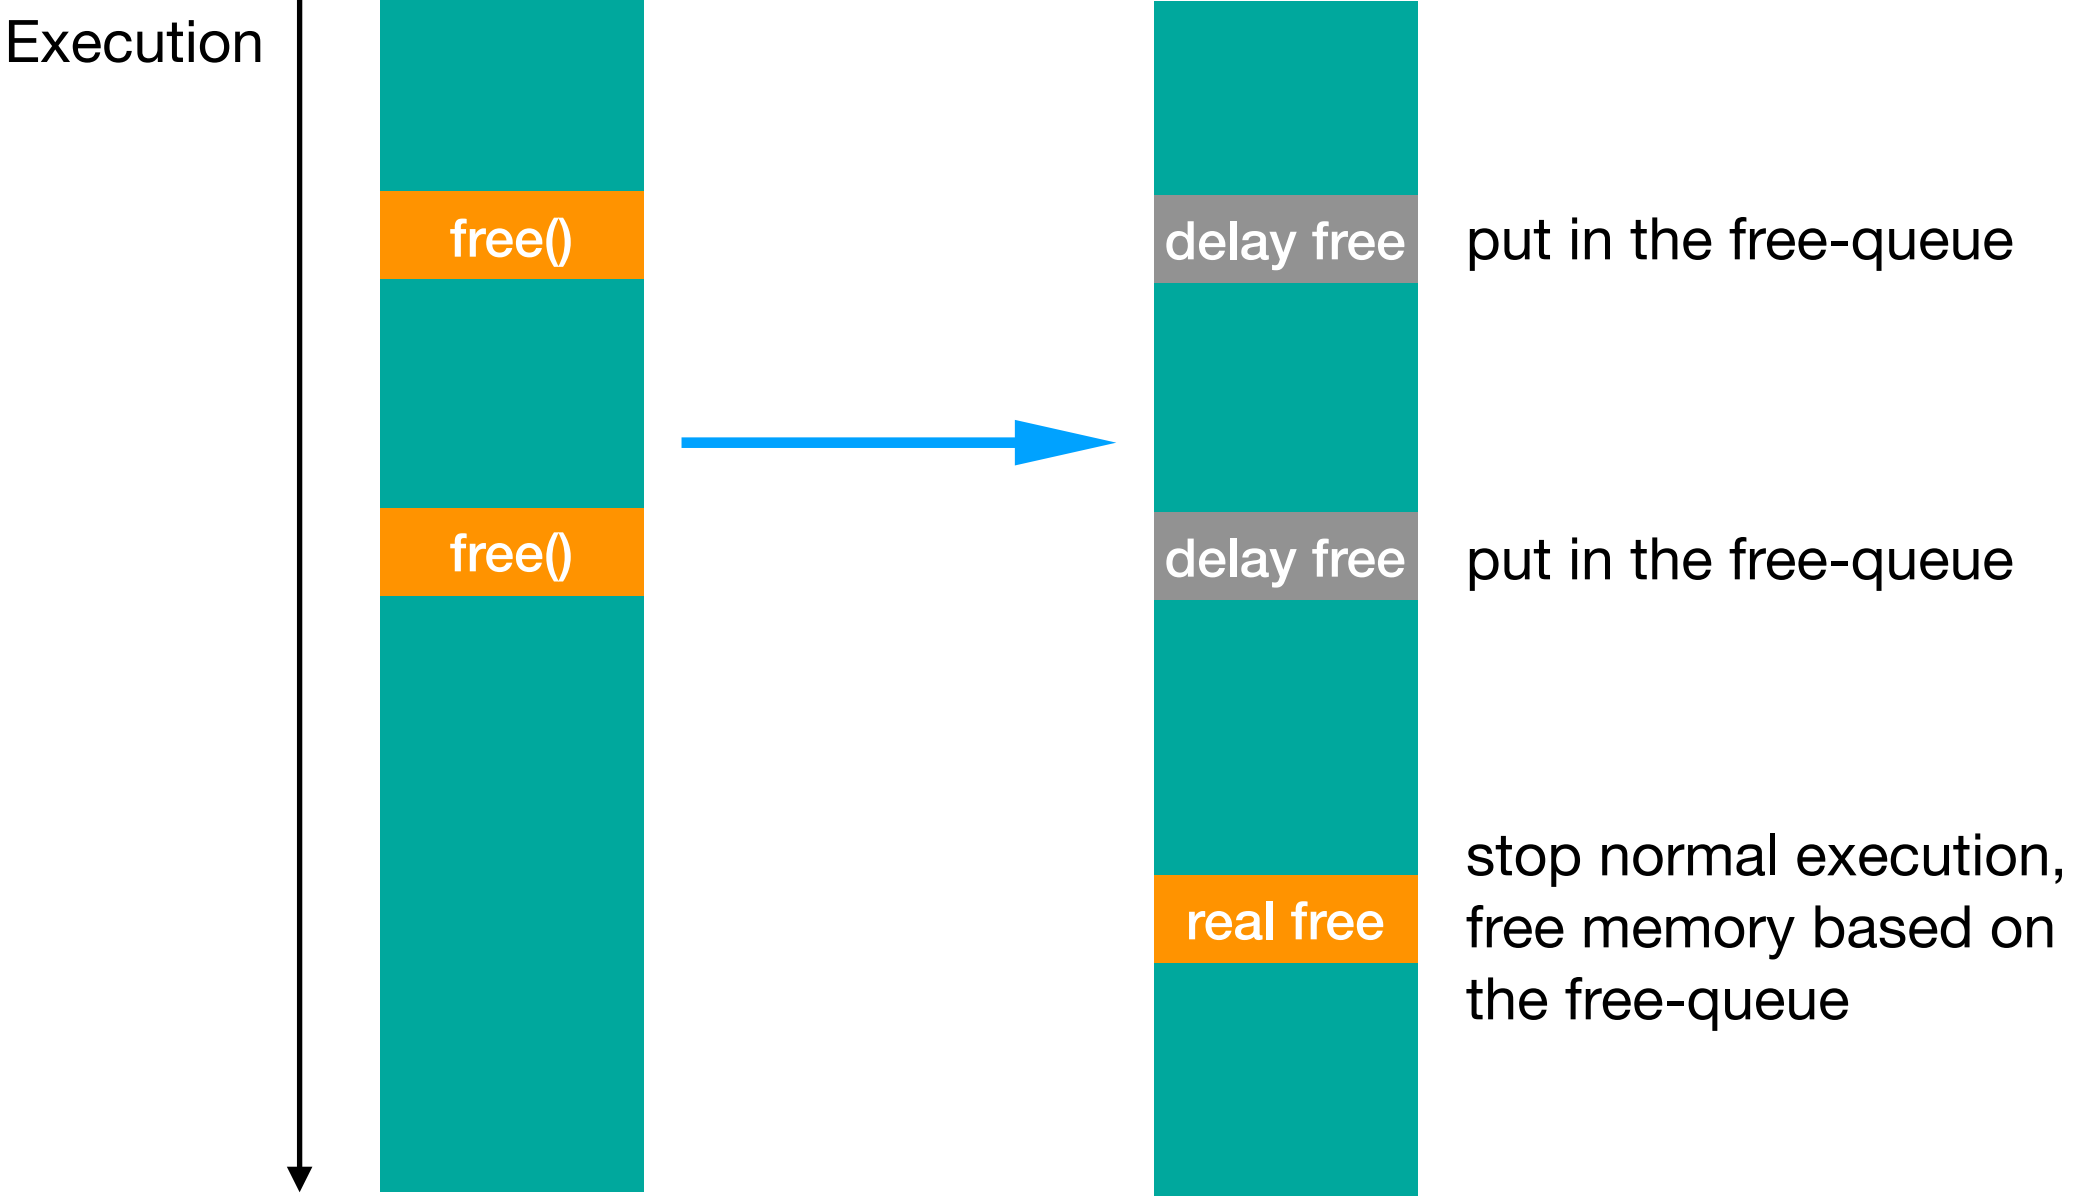 Execution
free()
delay free
put in the free-queue
free()
delay free
put in the free-queue
real free
stop normal execution,
free memory based on
the free-queue